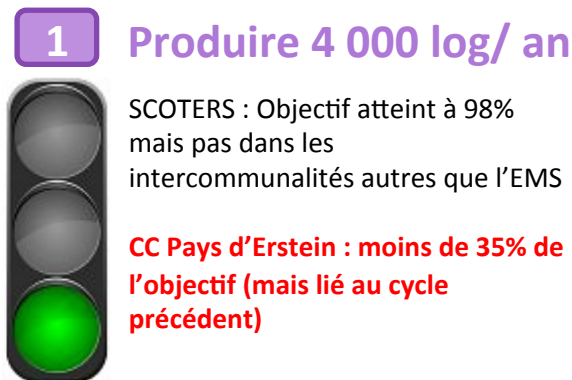 1 Produire 4 000 log/ an
SCOTERS : Objectif atteint à 98%
mais pas dans les
intercommunalités autres que l’EMS
CC Pays d’Erstein : moins de 35% de
l’objectif (mais lié au cycle
précédent)